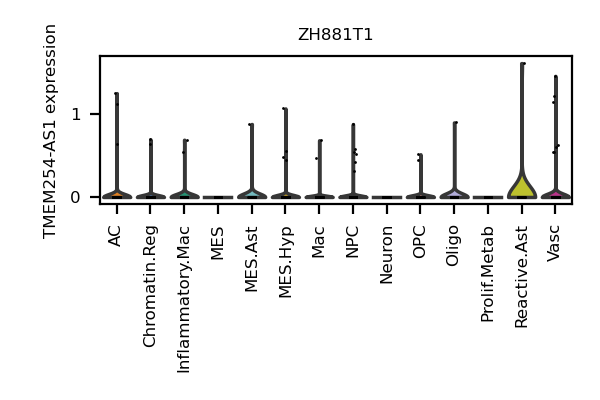 ZH881T1
TMEM254-AS1 expression
1
0
AC
Chromatin.Reg
Inflammatory.Mac
MES
MES.Ast
MES.Hyp
Mac
NPC
Neuron
OPC
Oligo
Prolif.Metab
Reactive.Ast
Vasc